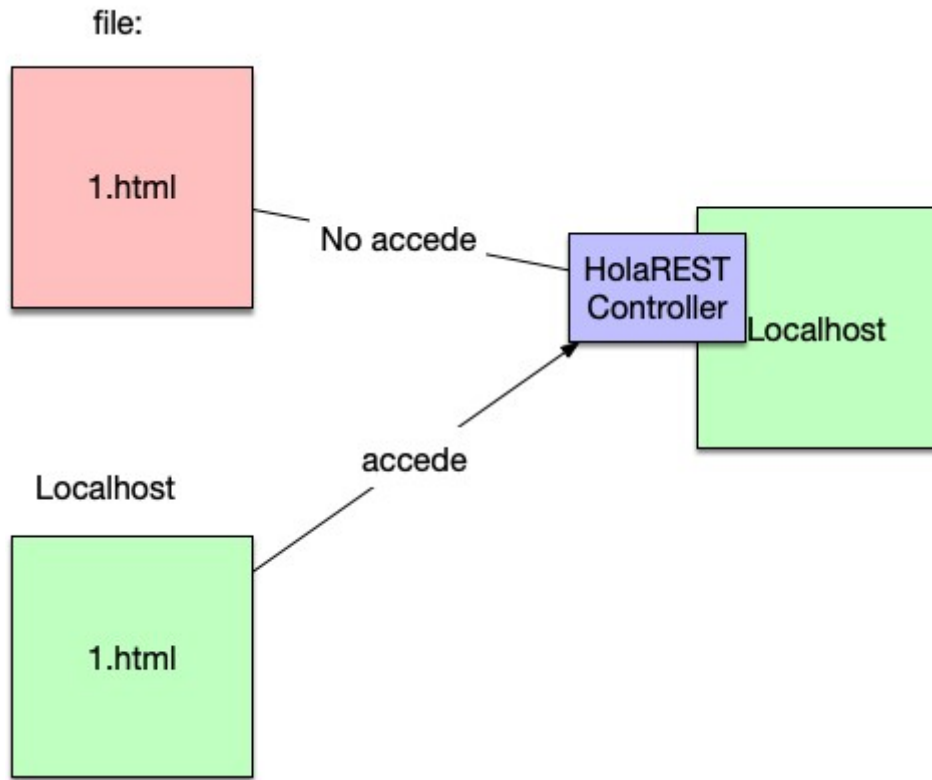 file:
1.html
No accede
HolaREST
Controller
Localhost
accede
Localhost
1.html